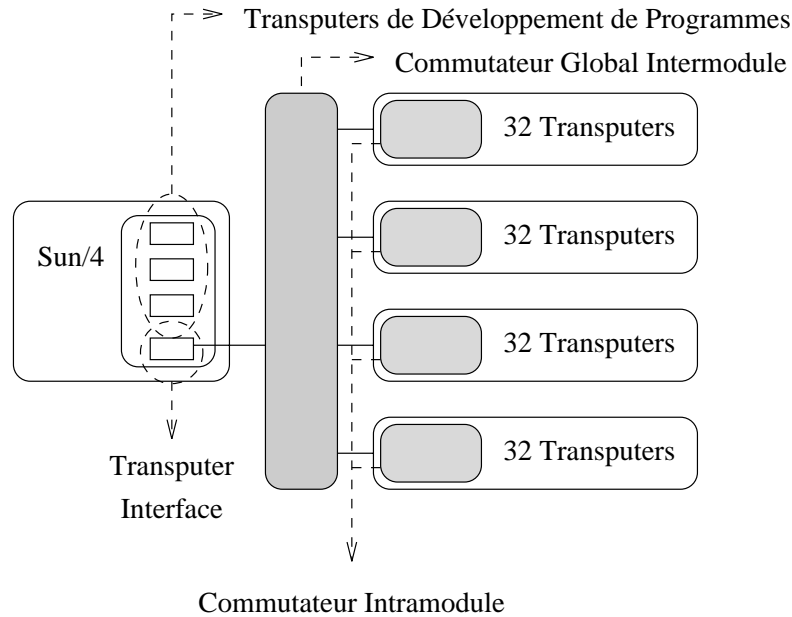 Transputers de Développement de Programmes
Commutateur Global Intermodule
32 Transputers
Sun/4
32 Transputers
32 Transputers
32 Transputers
Transputer
Interface
Commutateur Intramodule